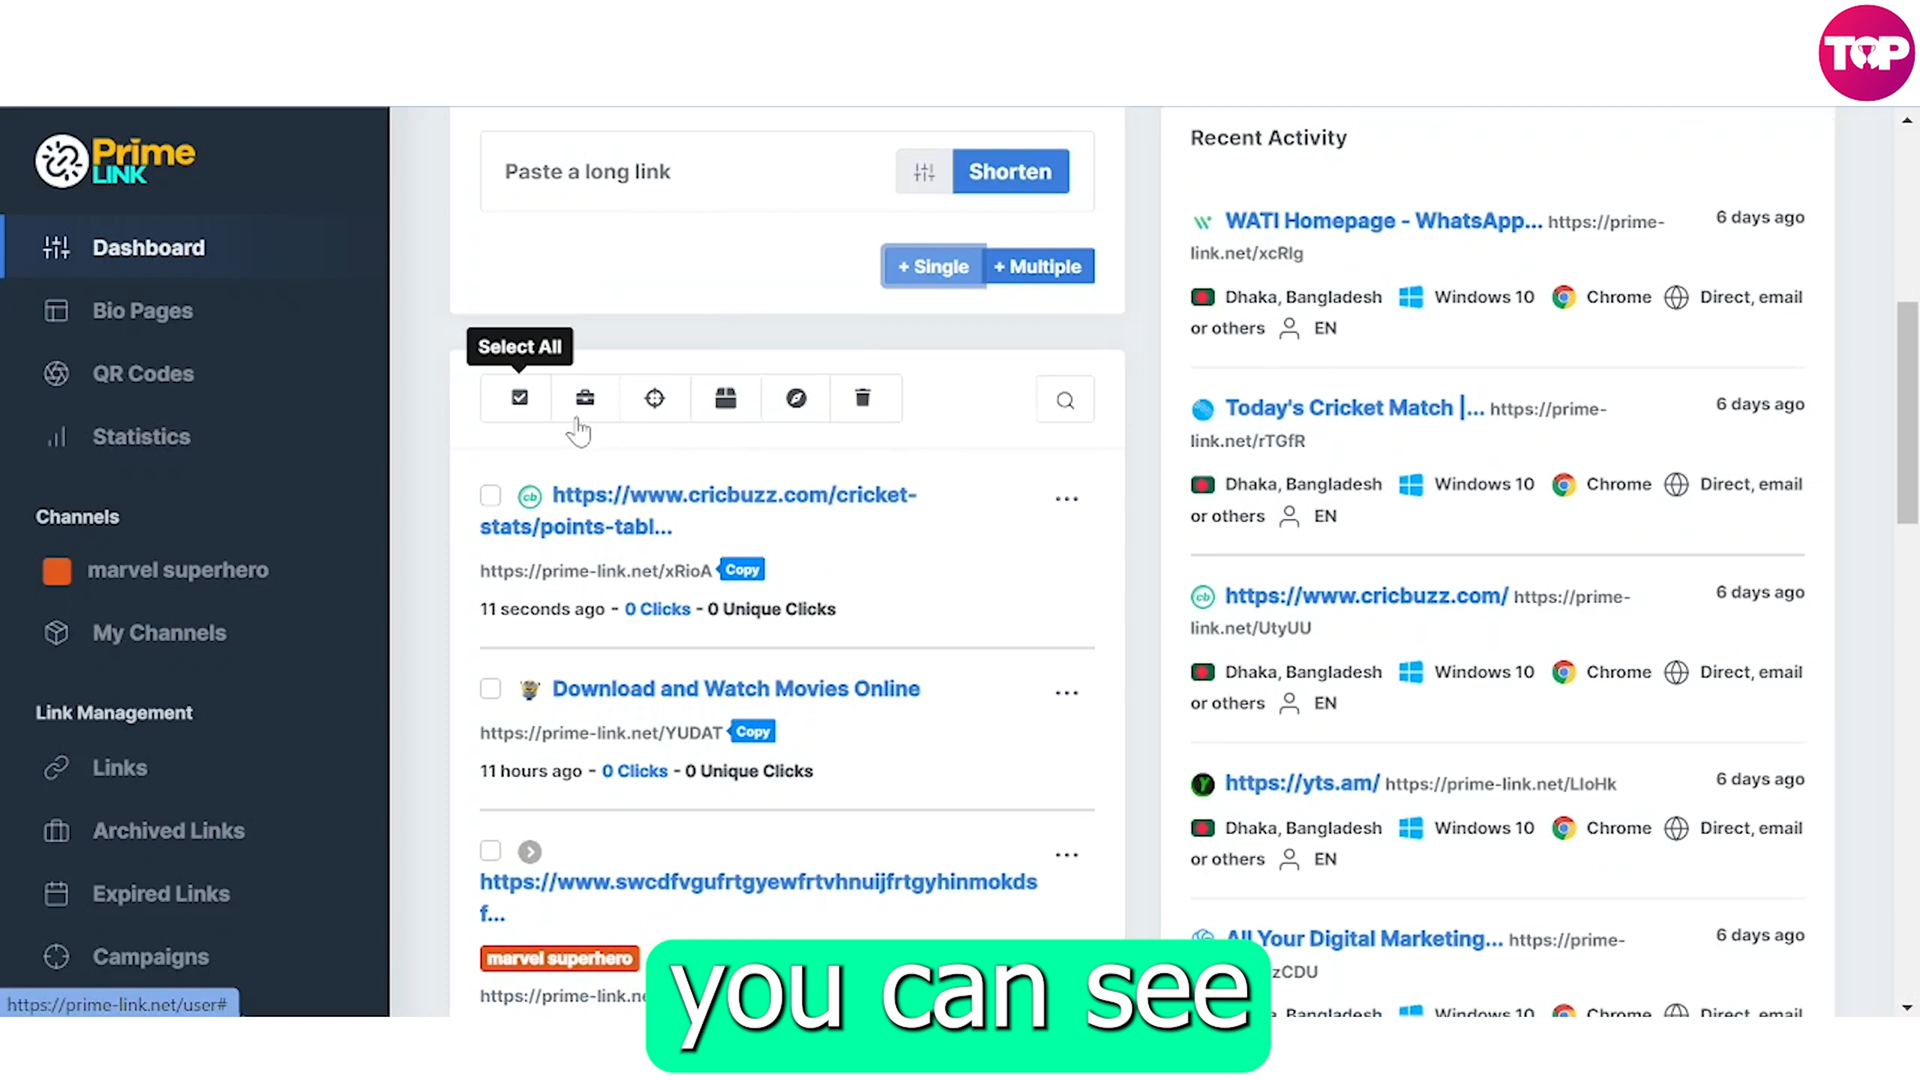 TOP
Prime
LINK
Dashboard
Bio Pages
QR Codes
Statistics
Channels
marvel superhero
My Channels
Link Management
Links
Archived Links
Expired Links
Campaigns
https://prime-link.net/user#
Paste a long link
Shorten
+ Single
+ Multiple
Select All
https://www.cricbuzz.com/cricket-
stats/points-tabl...
https://prime-link.net/xRioA Copy
11 seconds ago - 0 Clicks - 0 Unique Clicks
Download and Watch Movies Online
https://prime-link.net/YUDAT Copy
11 hours ago - 0 Clicks - 0 Unique Clicks
https://www.swcdfvgufrtgyewfrtvhnuijfrtgyhinmokds
f...
marvel superhero
https://prime-link.ne
Recent Activity
WATI Homepage - WhatsApp... https://prime- 6 days ago
link.net/xcRlg
Dhaka, Bangladesh Windows 10 Chrome Direct, email
or others EN
Today's Cricket Match |... https://prime- 6 days ago
link.net/rTGfR
Dhaka, Bangladesh Windows 10 Chrome Direct, email
or others EN
https://www.cricbuzz.com/ https://prime- 6 days ago
link.net/UtyUU
Dhaka, Bangladesh Windows 10 Chrome Direct, email
or others EN
https://yts.am/ https://prime-link.net/LloHk 6 days ago
Dhaka, Bangladesh Windows 10 Chrome Direct, email
or others EN
All Your Digital Marketing... https://prime- 6 days ago
zCDU
Bangladesh Windows 10 Chrome Direct, email
you can see